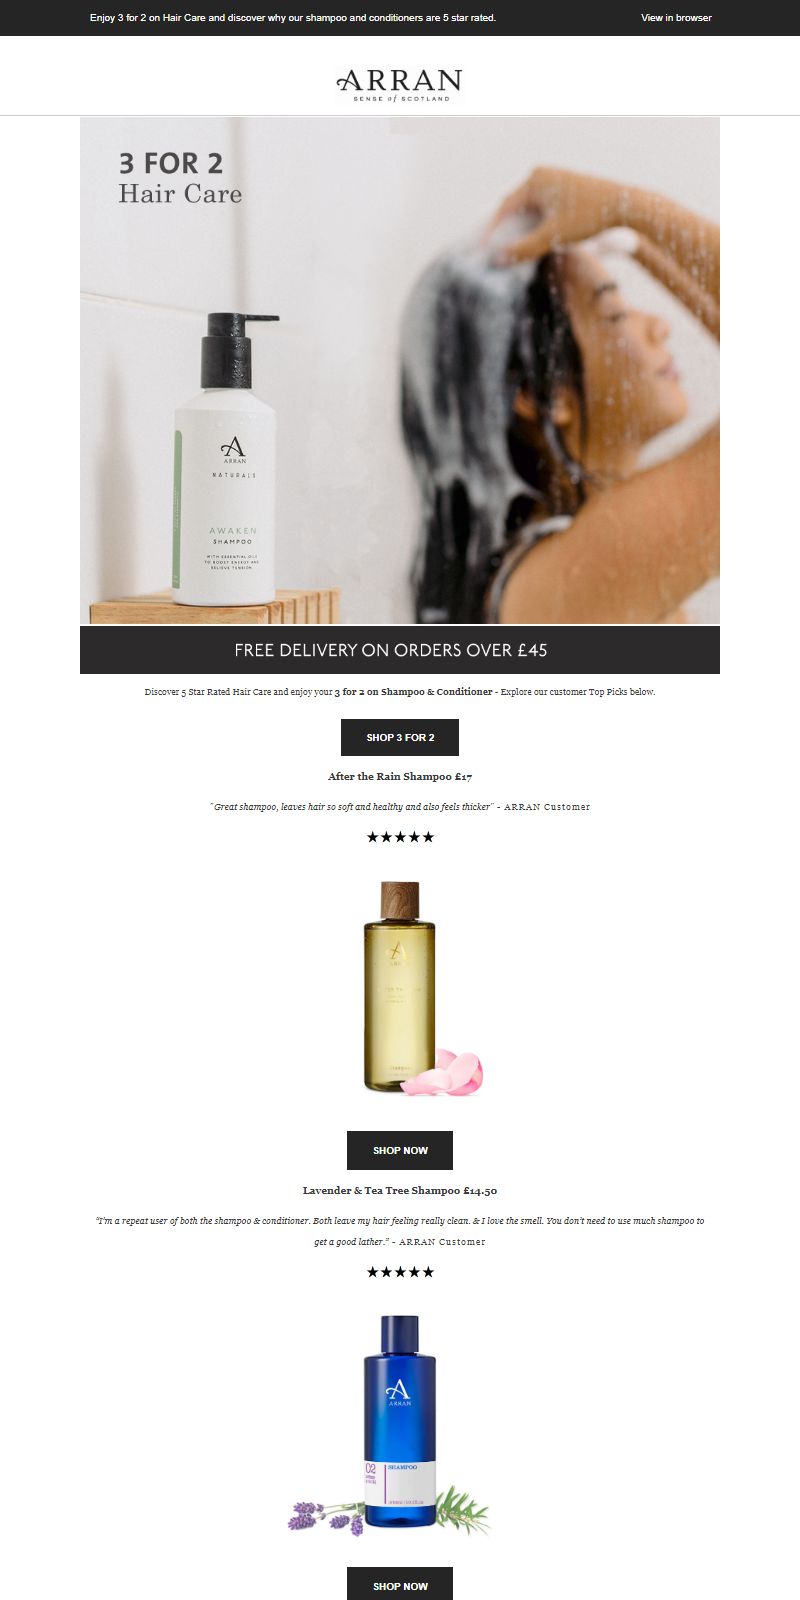 Enjoy 3 for 2 on Hair Care and discover why our shampoo and conditioners are 5 star rated.
View in browser
ARRAN
SENSE of SCOTLAND
3 FOR 2
Hair Care
A
ARRAN
NATURALS
AWAKEN
SHAMPOO
WITH ESSENTIAL OILS
TO BOOST ENERGY AND
RELIEVE TENSION
FREE DELIVERY ON ORDERS OVER £45
Discover 5 Star Rated Hair Care and enjoy your 3 for 2 on Shampoo & Conditioner - Explore our customer Top Picks below.
SHOP 3 FOR 2
After the Rain Shampoo £17
"Great shampoo, leaves hair so soft and healthy and also feels thicker" - ARRAN Customer
★★★★★
A
SHOP NOW
Lavender & Tea Tree Shampoo £14.50
"I'm a repeat user of both the shampoo & conditioner. Both leave my hair feeling really clean. & I love the smell. You don't need to use much shampoo to
get a good lather." - ARRAN Customer
★★★★★
A
ARRAN
02
SHAMPOO
SHOP NOW